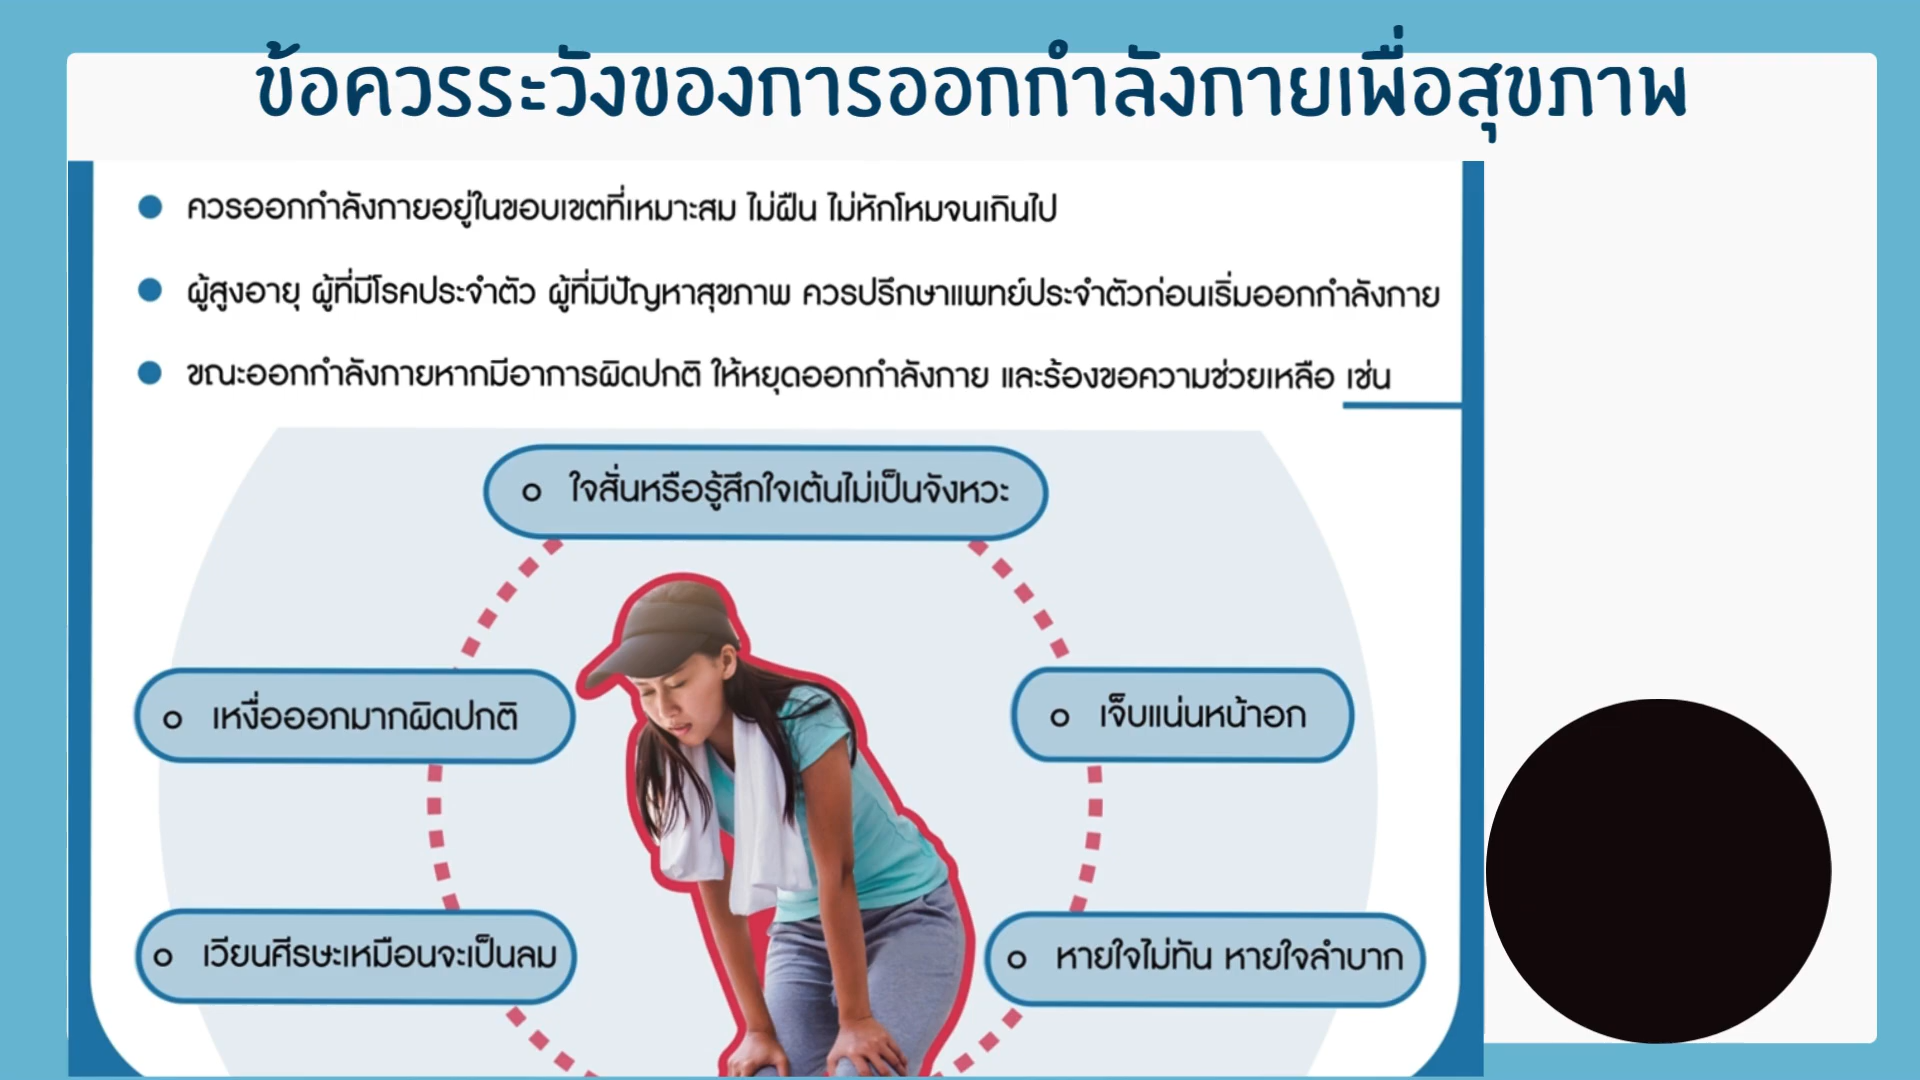 ข้อควรระวังของการออกกำลังกายเพื่อสุขภาพ
ควรออกกำลังกายอยู่ในขอบเขตที่เหมาะสม ไม่ฝืน ไม่หักโหมจนเกินไป
ผู้สูงอายุ ผู้ที่มีโรคประจำตัว ผู้ที่มีปัญหาสุขภาพ ควรปรึกษาแพทย์ประจำตัวก่อนเริ่มออกกำลังกาย
ขณะออกกำลังกายหากมีอาการผิดปกติ ให้หยุดออกกำลังกาย และร้องขอความช่วยเหลือ เช่น
ใจสั่นหรือรู้สึกใจเต้นไม่เป็นจังหวะ
เหงื่อออกมากผิดปกติ
เจ็บแน่นหน้าอก
เวียนศีรษะเหมือนจะเป็นลม
หายใจไม่ทัน หายใจลำบาก